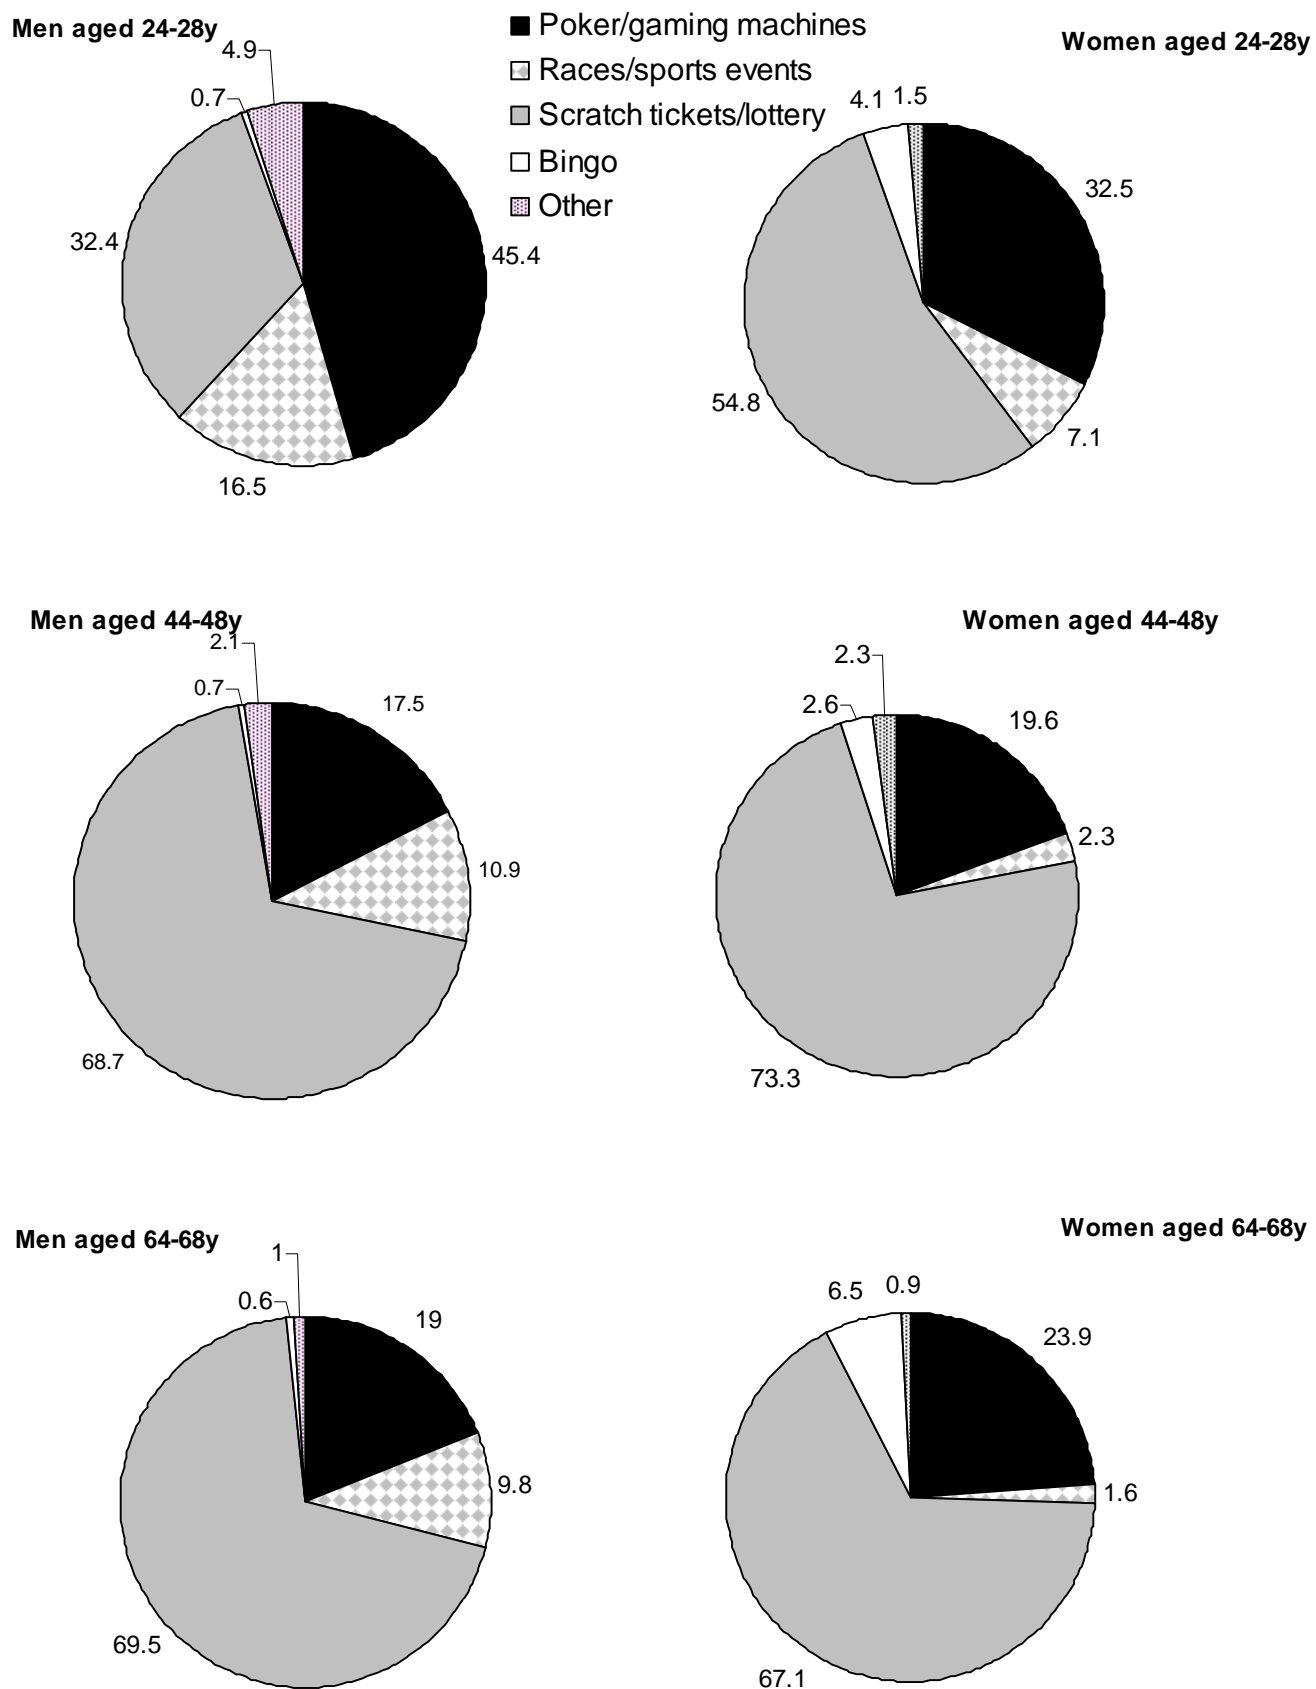 Men aged 24-28y
Poker/gaming machines
Races/sports events
Scratch tickets/lottery
Bingo
Other
Women aged 24-28y
4.9
0.7
32.4
45.4
16.5
4.1
1.5
32.5
54.8
7.1
Men aged 44-48y
2.1
0.7
17.5
10.9
68.7
Women aged 44-48y
2.3
2.6
19.6
2.3
73.3
Men aged 64-68y
1
0.6
19
9.8
69.5
Women aged 64-68y
6.5
0.9
23.9
1.6
67.1